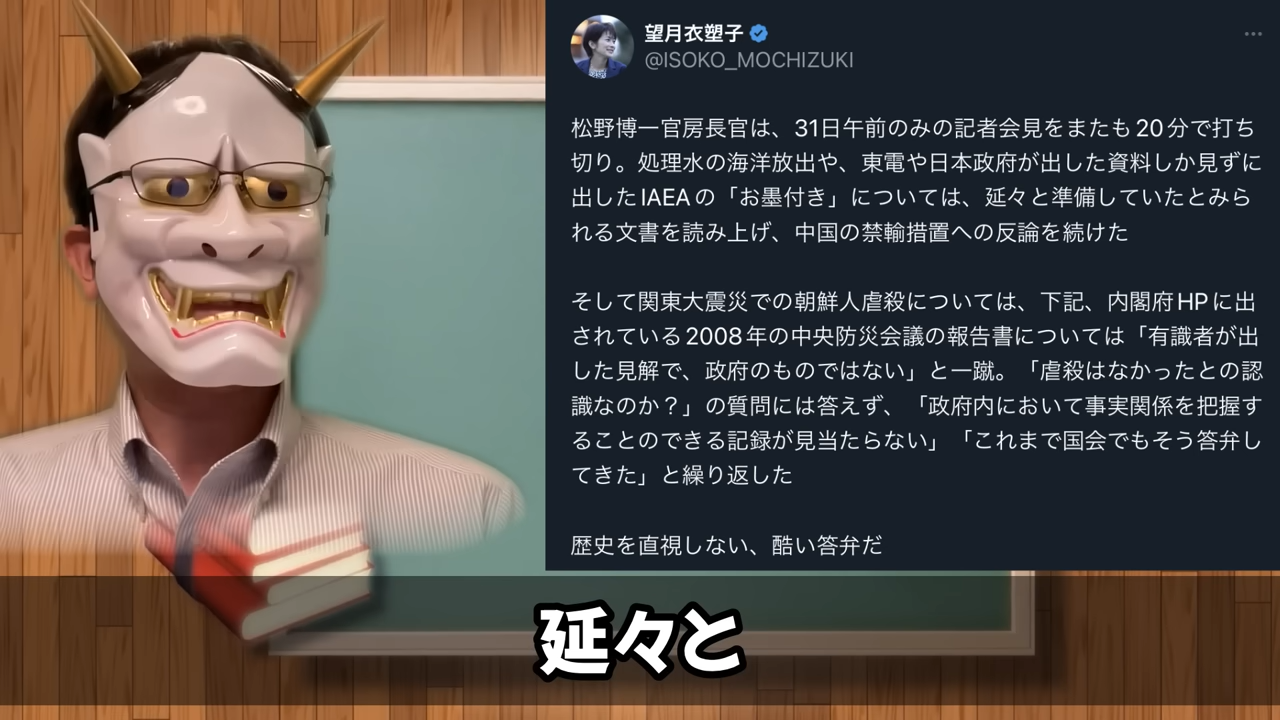 望月衣塑子
@ISOKO_MOCHIZUKI
松野博一官房長官は、31日午前のみの記者会見をまたも20分で打ち
切り。処理水の海洋放出や、東電や日本政府が出した資料しか見ずに
出したIAEAの「お墨付き」については、延々と準備していたとみら
れる文書を読み上げ、中国の禁輸措置への反論を続けた
そして関東大震災での朝鮮人虐殺については、下記、内閣府HPに出
されている2008年の中央防災会議の報告書については「有識者が出
した見解で、政府のものではない」と一蹴。「虐殺はなかったとの認
識なのか？」の質問には答えず、「政府内において事実関係を把握す
ることのできる記録が見当たらない」「これまで国会でもそう答弁し
てきた」と繰り返した
歴史を直視しない、酷い答弁だ
延々と